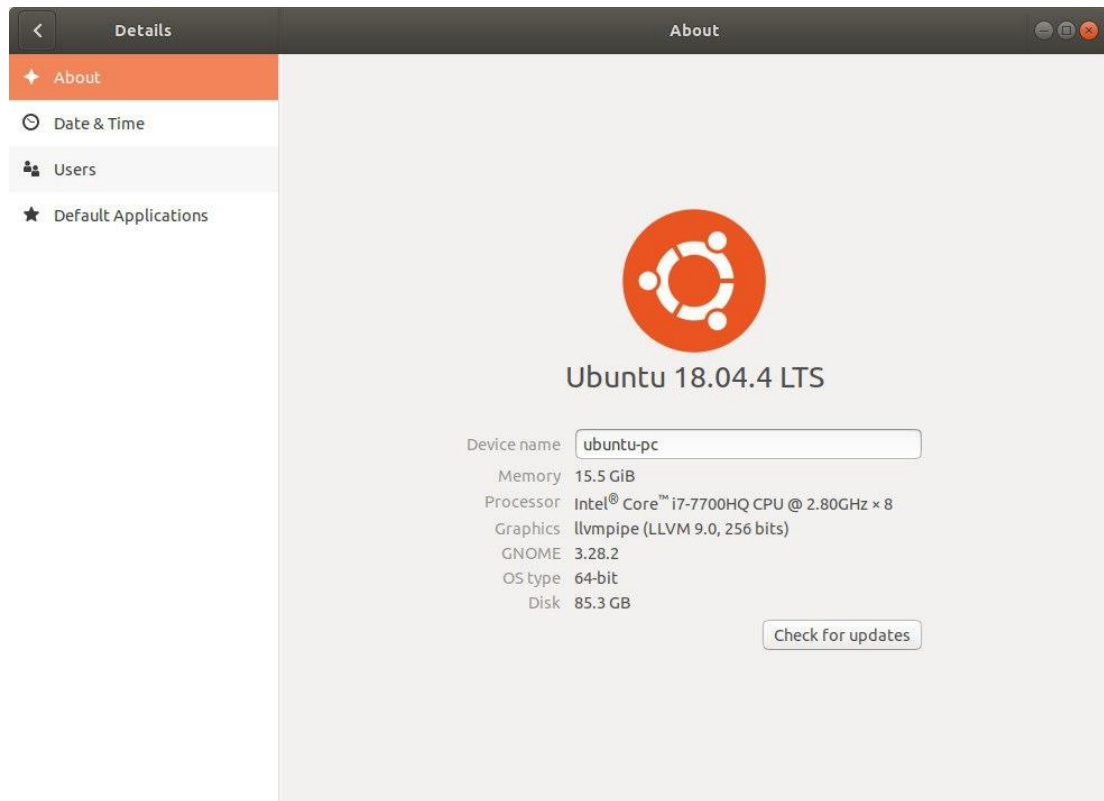 Details
About
About
Date & Time
Users
Default Applications
Ubuntu 18.04.4 LTS
Device name ubuntu-pc
Memory 15.5 GiB
Processor Intel® Core™ i7-7700HQ CPU @ 2.80GHz × 8
Graphics llvmpipe (LLVM 9.0, 256 bits)
GNOME 3.28.2
OS type 64-bit
Disk 85.3 GB
Check for updates